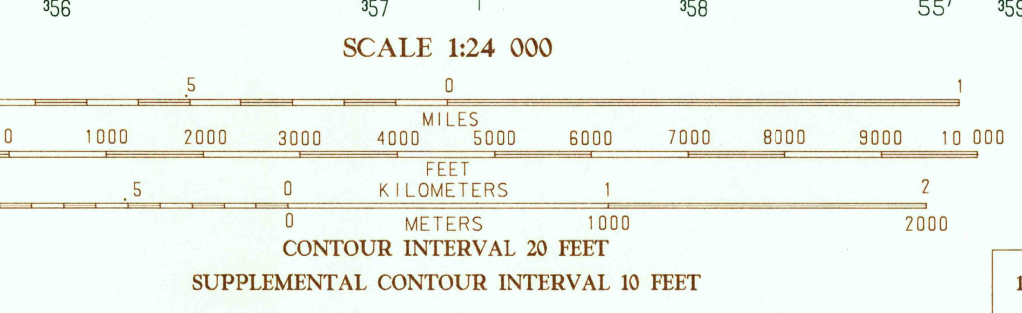 ³56 ³57 ³58 55′ ³59
SCALE 1:24 000
.5 0 1
MILES
0 1000 2000 3000 4000 5000 6000 7000 8000 9000 10 000
FEET
.5 0 KILOMETERS 1 2
0 METERS 1000 2000
CONTOUR INTERVAL 20 FEET
SUPPLEMENTAL CONTOUR INTERVAL 10 FEET
1